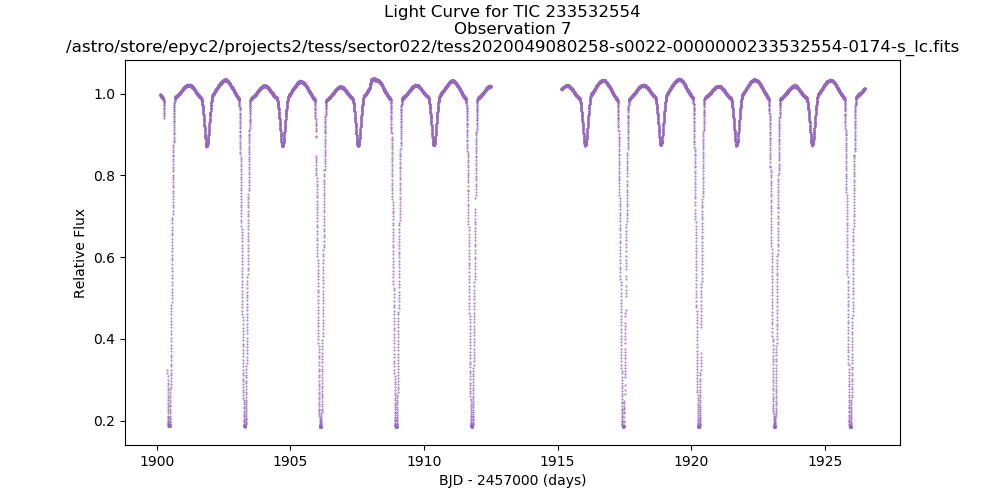 Light Curve for TIC 233532554
Observation 7
/astro/store/epyc2/projects2/tess/sector022/tess2020049080258-s0022-0000000233532554-0174-s_lc.fits
1.0
0.8
0.6
0.4
0.2
Relative Flux
1900
1905
1910
1915
1920
1925
BJD - 2457000 (days)